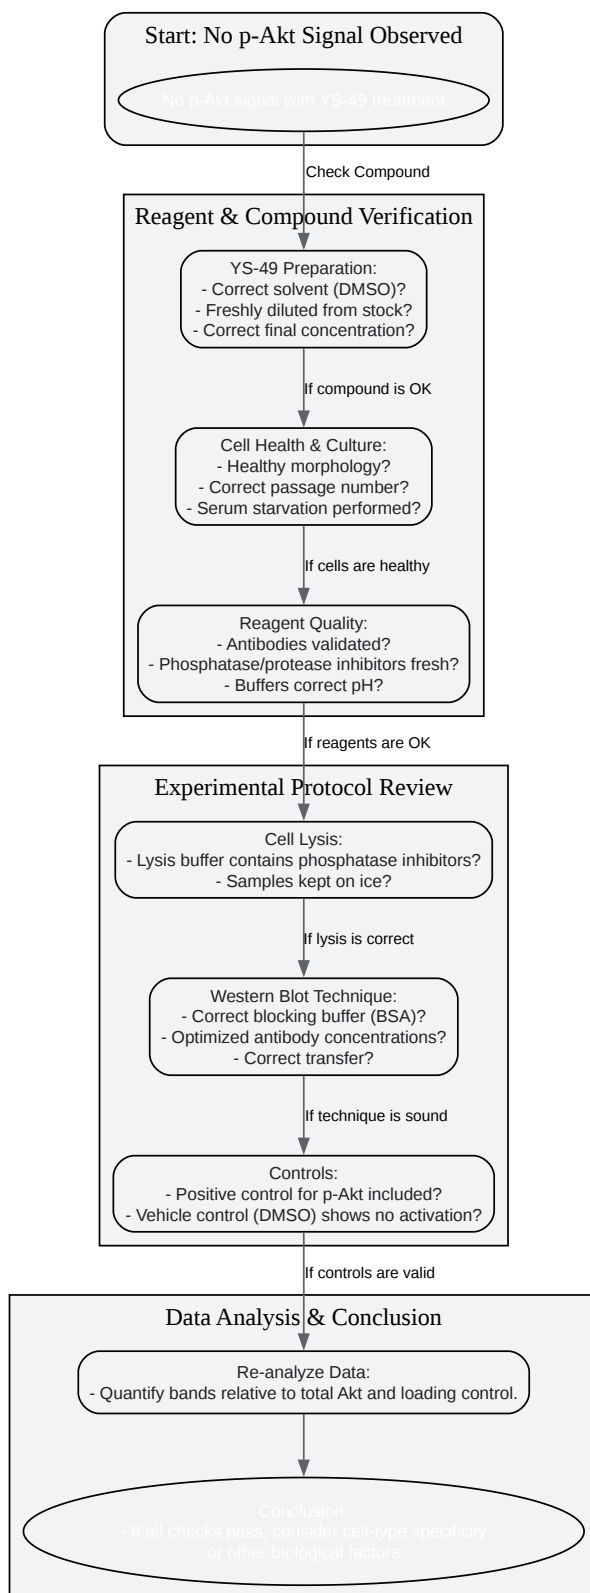 Start: No p-Akt Signal Observed
No p-Akt signal with YS-49 treatment
Check Compound
Reagent & Compound Verification
YS-49 Preparation:
- Correct solvent (DMSO)?
- Freshly diluted from stock?
- Correct final concentration?
If compound is OK
Cell Health & Culture:
- Healthy morphology?
- Correct passage number?
- Serum starvation performed?
If cells are healthy
Reagent Quality:
- Antibodies validated?
- Phosphatase/protease inhibitors fresh?
- Buffers correct pH?
If reagents are OK
Experimental Protocol Review
Cell Lysis:
- Lysis buffer contains phosphatase inhibitors?
- Samples kept on ice?
If lysis is correct
Western Blot Technique:
- Correct blocking buffer (BSA)?
- Optimized antibody concentrations?
- Correct transfer?
If technique is sound
Controls:
- Positive control for p-Akt included?
- Vehicle control (DMSO) shows no activation?
If controls are valid
Data Analysis & Conclusion
Re-analyze Data:
- Quantify bands relative to total Akt and loading control.
Conclusion:
- If all checks pass, consider cell-type specificity
or other biological factors.